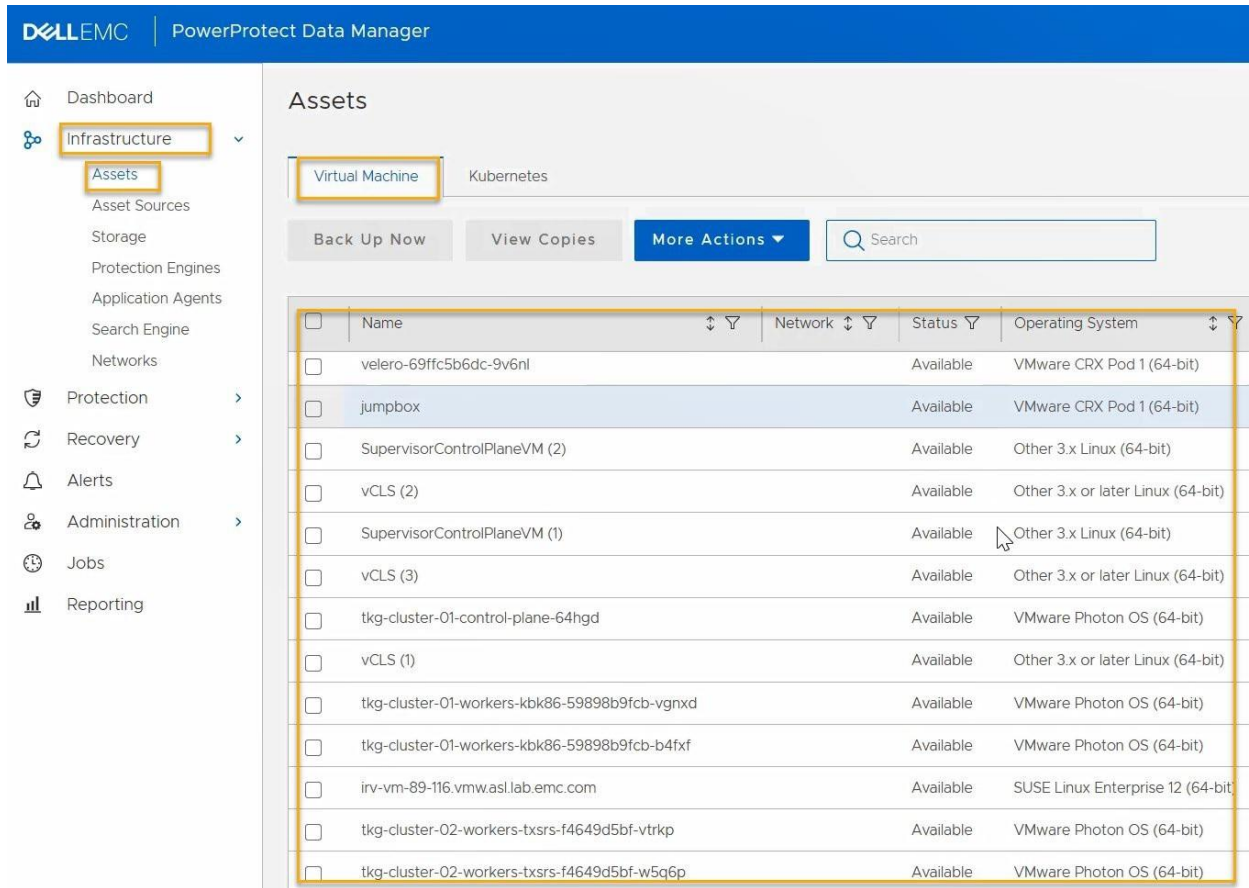 DELLEMC PowerProtect Data Manager
Dashboard
Infrastructure
Assets
Asset Sources
Storage
Protection Engines
Application Agents
Search Engine
Networks
Protection
Recovery
Alerts
Administration
Jobs
Reporting
Assets
Virtual Machine Kubernetes
Back Up Now View Copies More Actions Search
Name Network Status Operating System
velero-69ffc5b6dc-9v6nl Available VMware CRX Pod 1 (64-bit)
jumpbox Available VMware CRX Pod 1 (64-bit)
SupervisorControlPlaneVM (2) Available Other 3.x Linux (64-bit)
vCLS (2) Available Other 3.x or later Linux (64-bit)
SupervisorControlPlaneVM (1) Available Other 3.x Linux (64-bit)
vCLS (3) Available Other 3.x or later Linux (64-bit)
tkg-cluster-01-control-plane-64hgd Available VMware Photon OS (64-bit)
vCLS (1) Available Other 3.x or later Linux (64-bit)
tkg-cluster-01-workers-kbk86-59898b9fcb-vgnxd Available VMware Photon OS (64-bit)
tkg-cluster-01-workers-kbk86-59898b9fcb-b4fxf Available VMware Photon OS (64-bit)
irv-vm-89-116.vmw.asl.lab.emc.com Available SUSE Linux Enterprise 12 (64-bit)
tkg-cluster-02-workers-txsrs-f4649d5bf-vtrkp Available VMware Photon OS (64-bit)
tkg-cluster-02-workers-txsrs-f4649d5bf-w5q6p Available VMware Photon OS (64-bit)